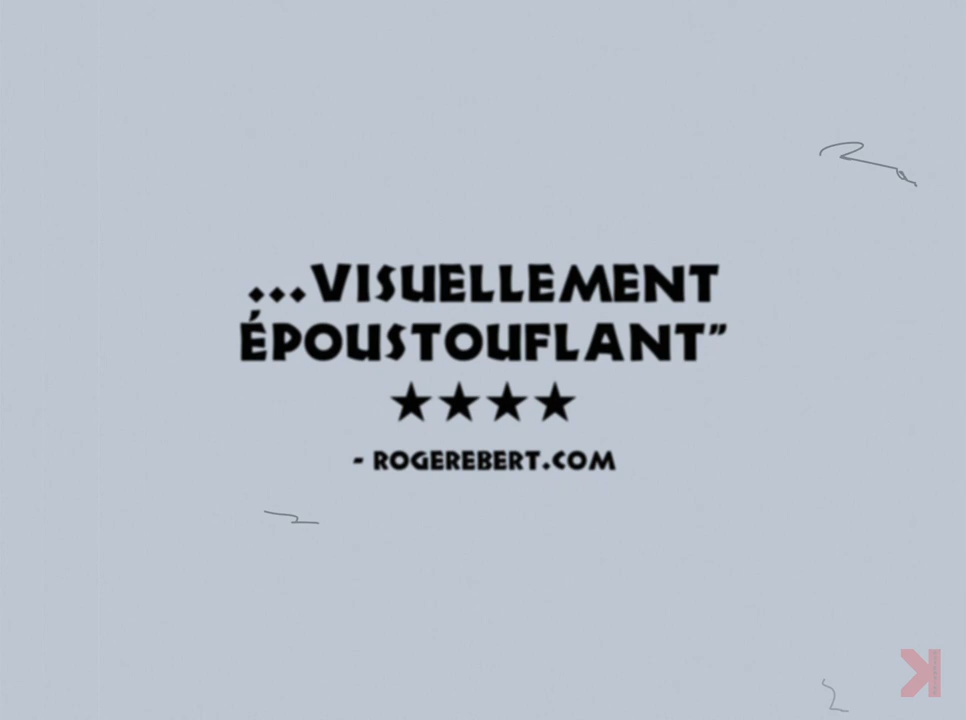 ...VISUELLEMENT
ÉPOUSTOUFLANT”
★★★★
- ROGEREBERT.COM
K